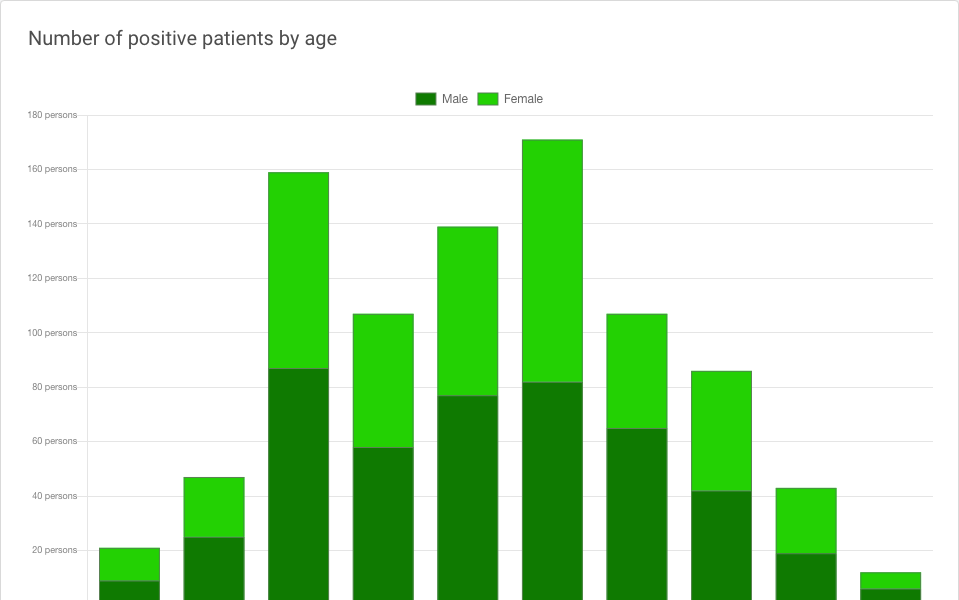 Number of positive patients by age
Male Female
180 persons
160 persons
140 persons
120 persons
100 persons
80 persons
60 persons
40 persons
20 persons